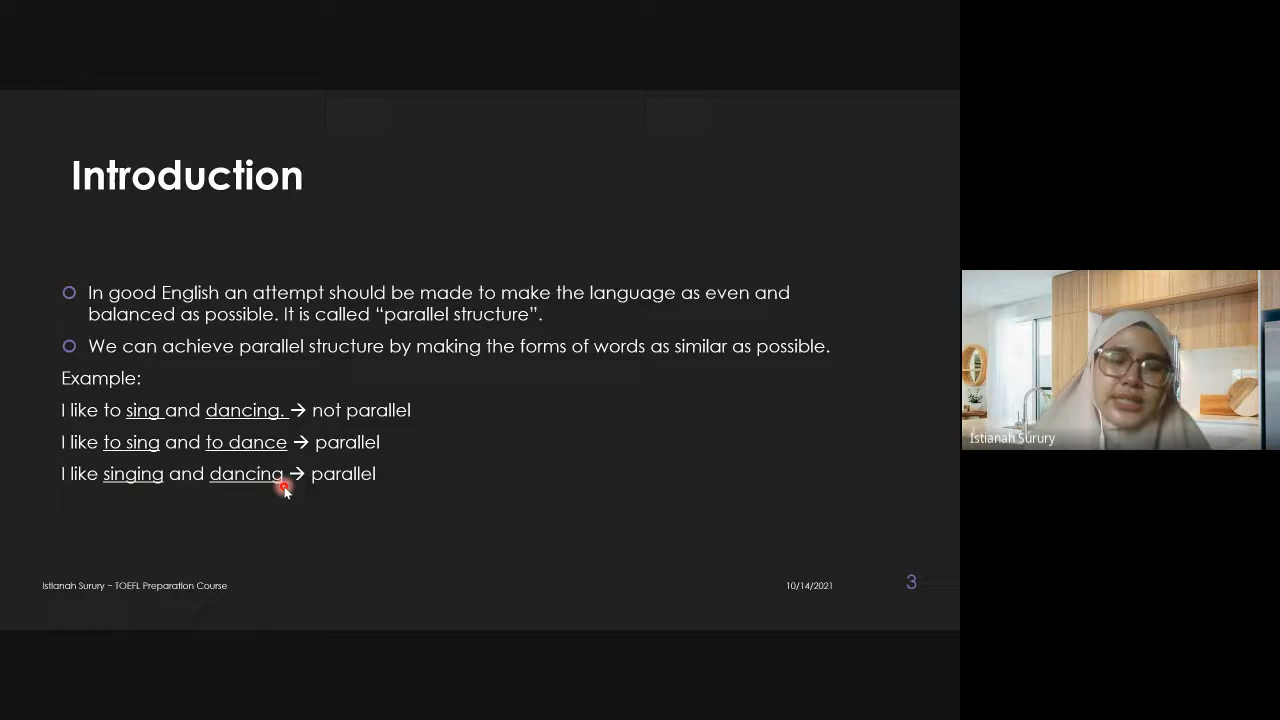 Introduction
In good English an attempt should be made to make the language as even and
balanced as possible. It is called “parallel structure”.
We can achieve parallel structure by making the forms of words as similar as possible.
Example:
I like to sing and dancing. → not parallel
I like to sing and to dance → parallel
I like singing and dancing → parallel
Istianah Surury – TOEFL Preparation Course
10/14/2021
3
Istianah Surury